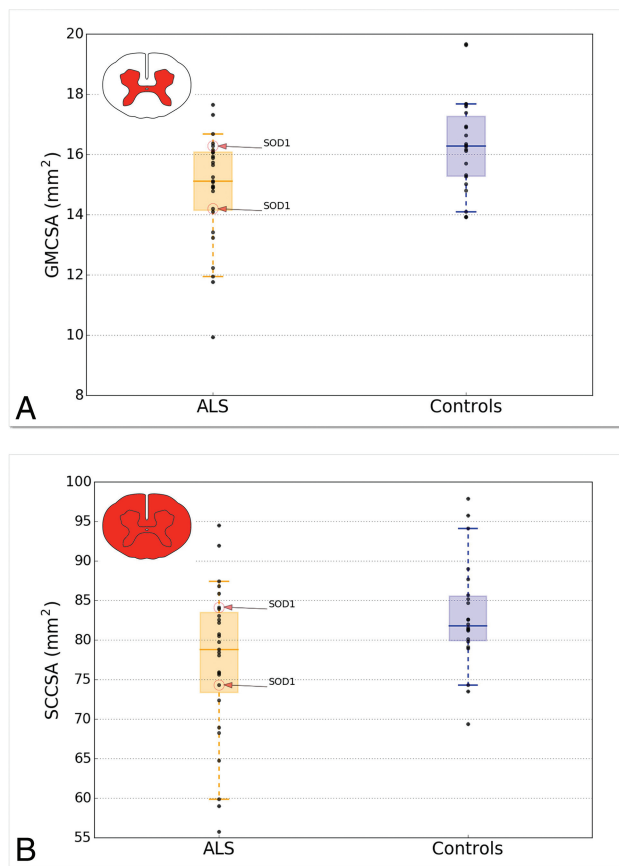 20
18
16
14
12
10
8
GMCSA (mm²)
SOD1
SOD1
ALS Controls
A
100
95
90
85
80
75
70
65
60
55
SCCSA (mm²)
SOD1
SOD1
ALS Controls
B